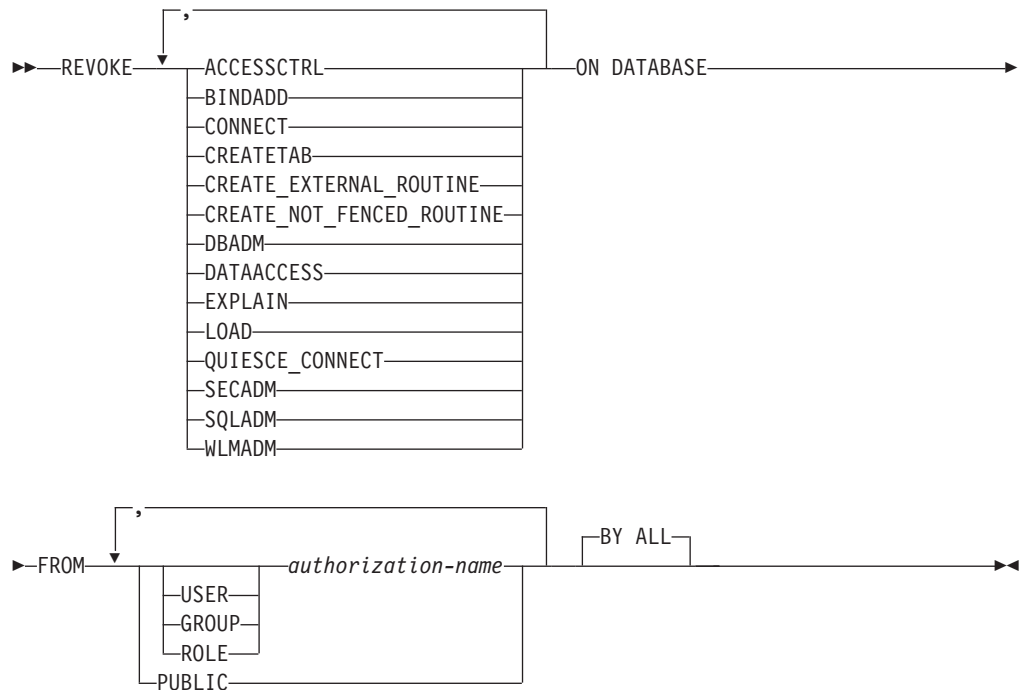 ,
REVOKE ACCESSCTRL ON DATABASE
BINDADD
CONNECT
CREATETAB
CREATE_EXTERNAL_ROUTINE
CREATE_NOT_FENCED_ROUTINE
DBADM
DATAACCESS
EXPLAIN
LOAD
QUIESCE_CONNECT
SECADM
SQLADM
WLMADM
,
BY ALL
FROM authorization-name
USER
GROUP
ROLE
PUBLIC